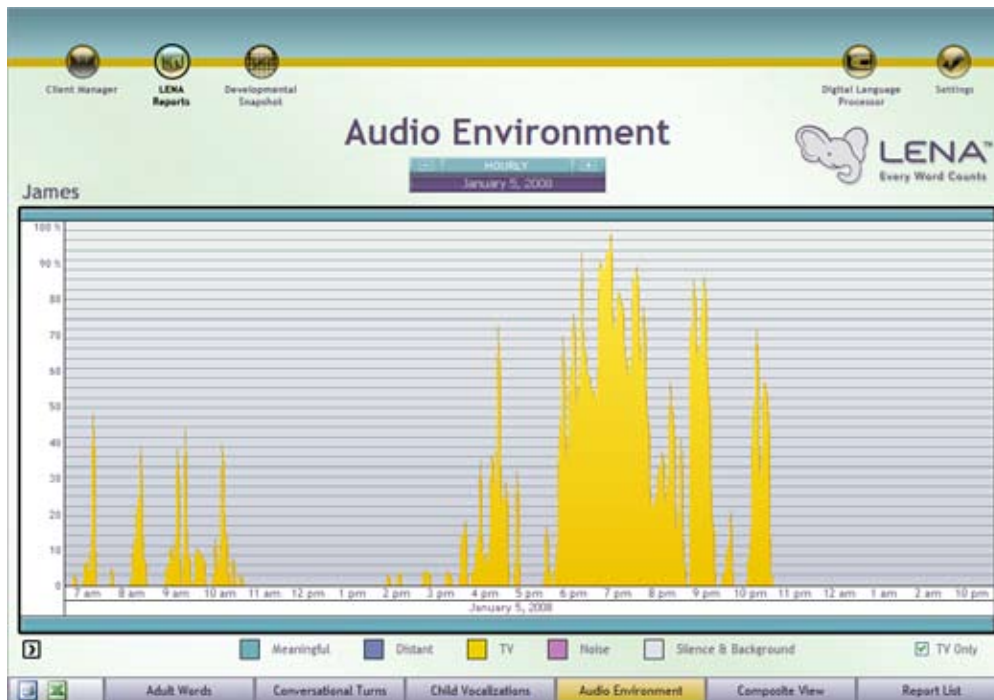 Client Manager
LENA
Reports
Developmental
Snapshot
Digital Language
Processor
Settings
Audio Environment
HOURLY
January 5, 2008
LENA™
Every Word Counts
James
100 %
90 %
80
70
60
50
40
30
20
10
0
7 am 8 am 9 am 10 am 11 am 12 pm 1 pm 2 pm 3 pm 4 pm 5 pm 6 pm 7 pm 8 pm 9 pm 10 pm 11 am 12 am 1 am 2 am 10 pm
January 5, 2008
Meaningful Distant TV Noise Silence & Background TV Only
Adult Words Conversational Turns Child Vocalizations Audio Environment Composite View Report List